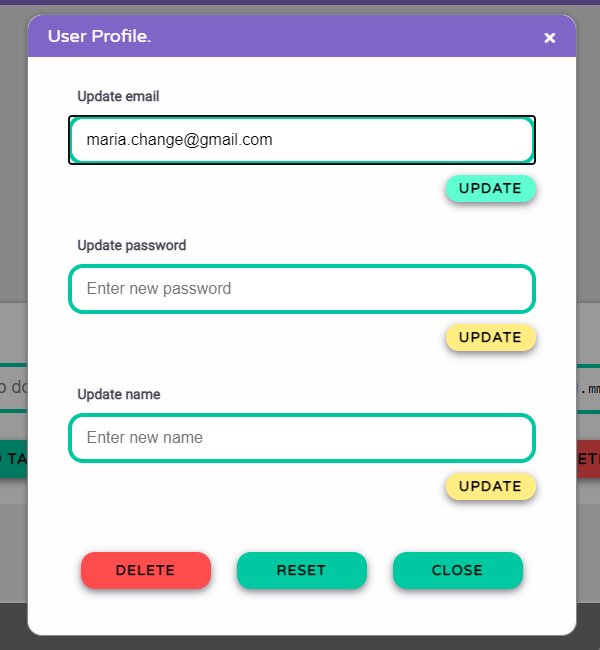 User Profile.
×
Update email
maria.change@gmail.com
UPDATE
Update password
Enter new password
UPDATE
Update name
Enter new name
UPDATE
DELETE
RESET
CLOSE